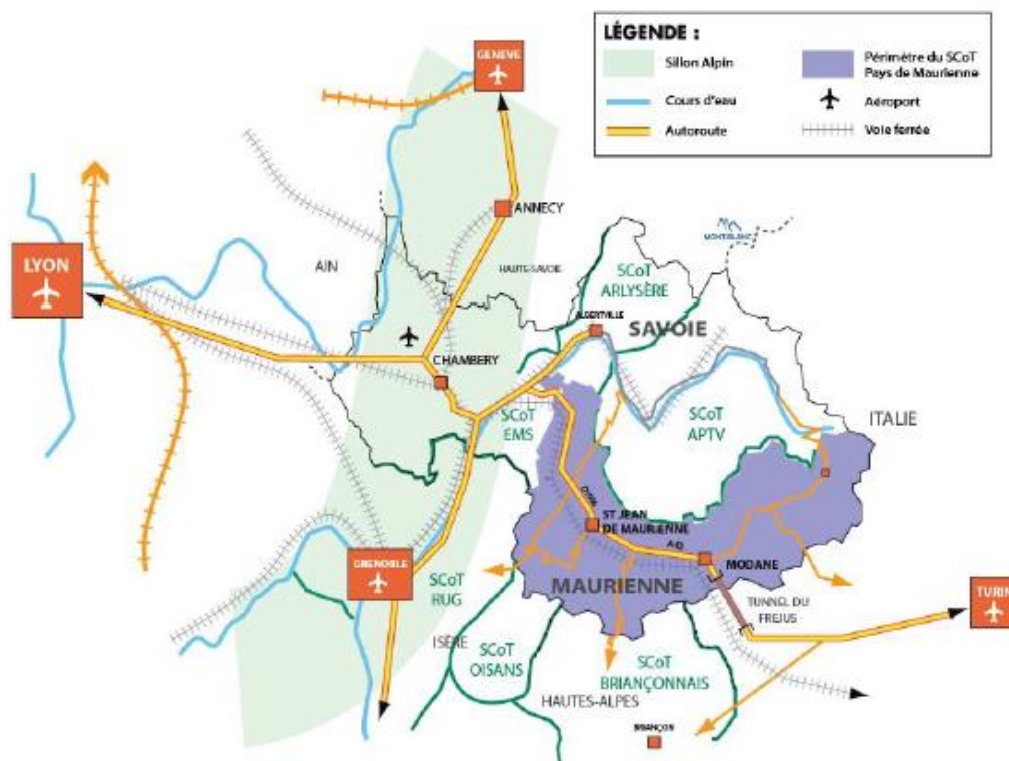 LÉGENDE :
Sillon Alpin
Cours d'eau
Autoroute
Périmètre du SCoT
Pays de Maurienne
Aéroport
Voie ferrée
GENEVE
ANNECY
LYON
AIN
HAUTE-SAVOIE
MONT-BLANC
SCoT
ARLYSÈRE
ALBERTVILLE
SAVOIE
CHAMBERY
SCoT
EMS
SCoT
APTV
ITALIE
ST JEAN
DE MAURIENNE
MODANE
MAURIENNE
GRENOBLE
SCoT
RUG
TUNNEL DU
FREJUS
TURIN
ISÈRE
SCoT
OISANS
SCoT
BRIANÇONNAIS
HAUTES-ALPES
BRIANÇON